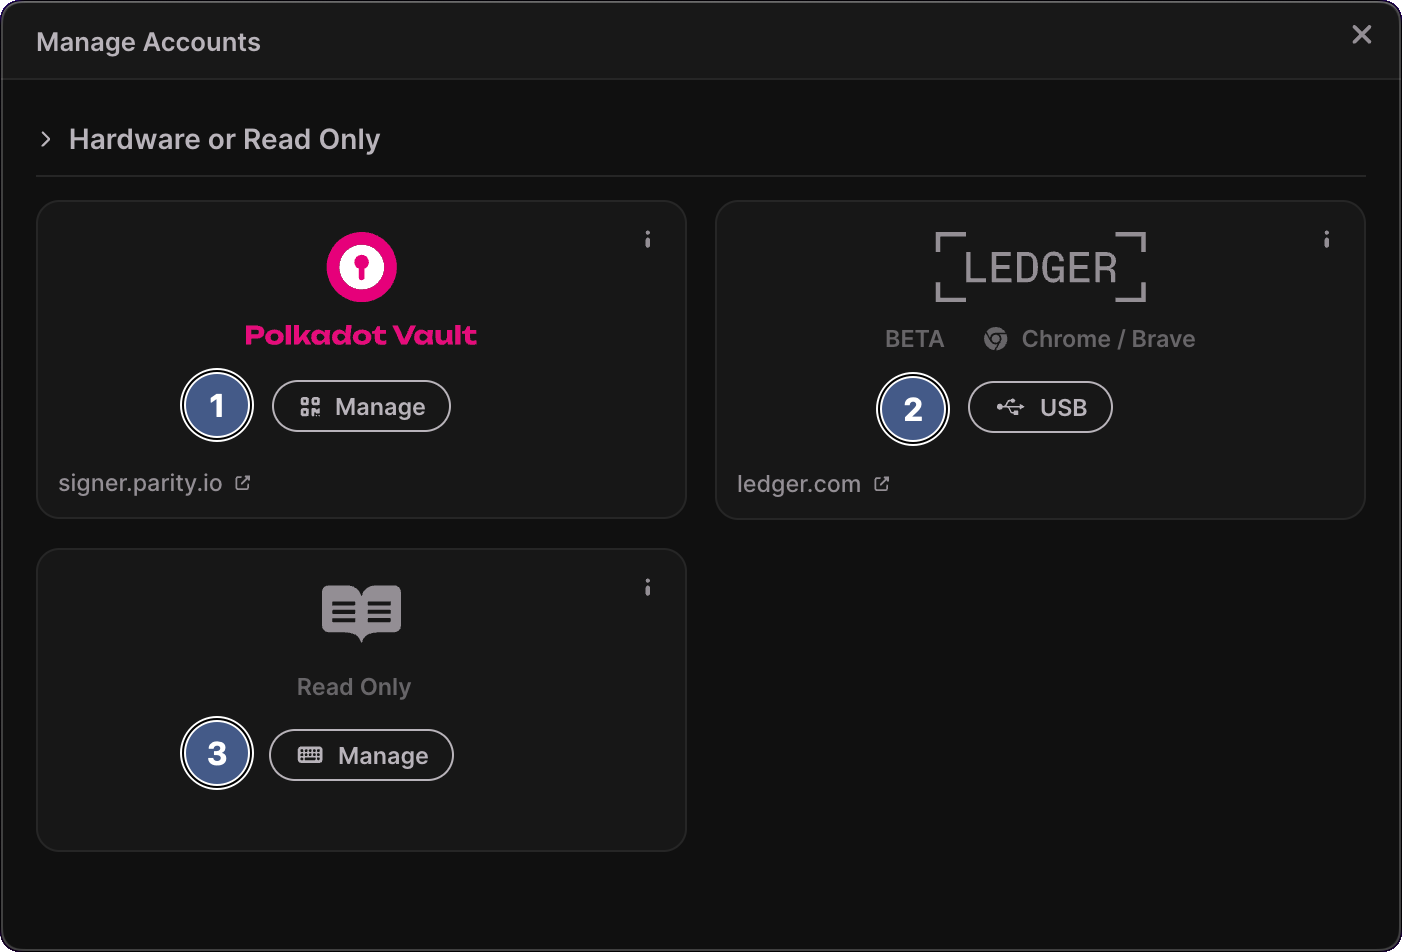 Manage Accounts
Hardware or Read Only
Polkadot Vault
1
Manage
signer.parity.io
LEDGER
BETA Chrome / Brave
2
USB
ledger.com
Read Only
3
Manage